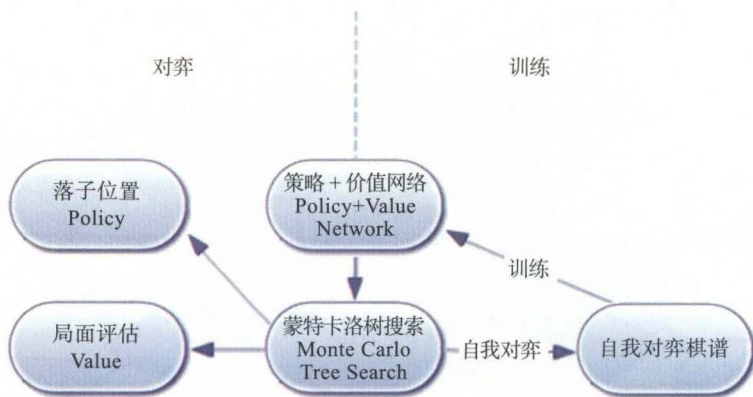 对弈
训练
落子位置
Policy
策略+价值网络
Policy+Value
Network
训练
局面评估
Value
蒙特卡洛树搜索
Monte Carlo
Tree Search
自我对弈
自我对弈棋谱